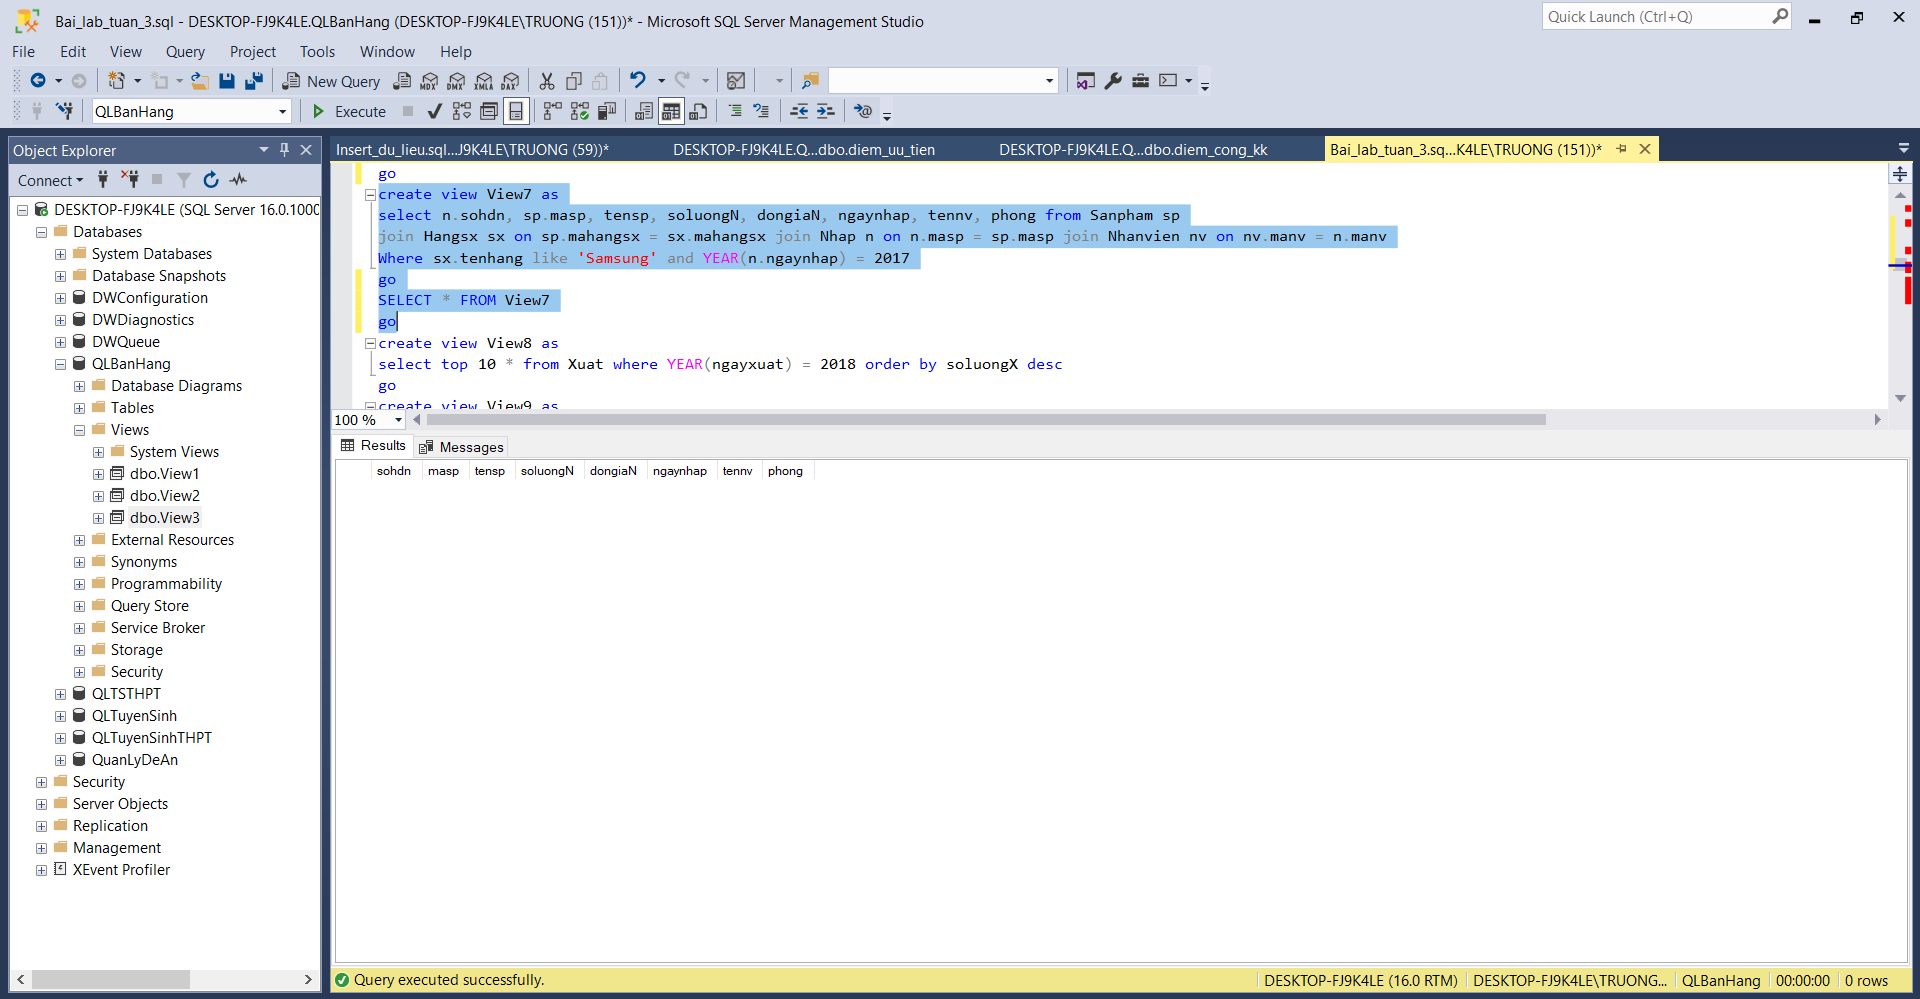 Bai_lab_tuan_3.sql - DESKTOP-FJ9K4LE.QLBanHang (DESKTOP-FJ9K4LE\TRUONG (151))* - Microsoft SQL Server Management Studio
Quick Launch (Ctrl+Q)
File Edit View Query Project Tools Window Help
New Query MDX DMX XMLA DAX
QLBanHang Execute
Object Explorer
Connect
DESKTOP-FJ9K4LE (SQL Server 16.0.1000
Databases
System Databases
Database Snapshots
DWConfiguration
DWDiagnostics
DWQueue
QLBanHang
Database Diagrams
Tables
Views
System Views
dbo.View1
dbo.View2
dbo.View3
External Resources
Synonyms
Programmability
Query Store
Service Broker
Storage
Security
QLTSTHPT
QLTuyenSinh
QLTuyenSinhTHPT
QuanLyDeAn
Security
Server Objects
Replication
Management
XEvent Profiler
Insert_du_lieu.sql...J9K4LE\TRUONG (59))* DESKTOP-FJ9K4LE.Q...dbo.diem_uu_tien DESKTOP-FJ9K4LE.Q...dbo.diem_cong_kk Bai_lab_tuan_3.sq...K4LE\TRUONG (151))*
go
create view View7 as
select n.sohdn, sp.masp, tensp, soluongN, dongiaN, ngaynhap, tennv, phong from Sanpham sp
join Hangsx sx on sp.mahangsx = sx.mahangsx join Nhap n on n.masp = sp.masp join Nhanvien nv on nv.manv = n.manv
Where sx.tenhang like 'Samsung' and YEAR(n.ngaynhap) = 2017
go
SELECT * FROM View7
go
create view View8 as
select top 10 * from Xuat where YEAR(ngayxuat) = 2018 order by soluongX desc
go
create view View9 as
100 %
Results Messages
sohdn masp tensp soluongN dongiaN ngaynhap tennv phong
Query executed successfully. DESKTOP-FJ9K4LE (16.0 RTM) DESKTOP-FJ9K4LE\TRUONG... QLBanHang 00:00:00 0 rows